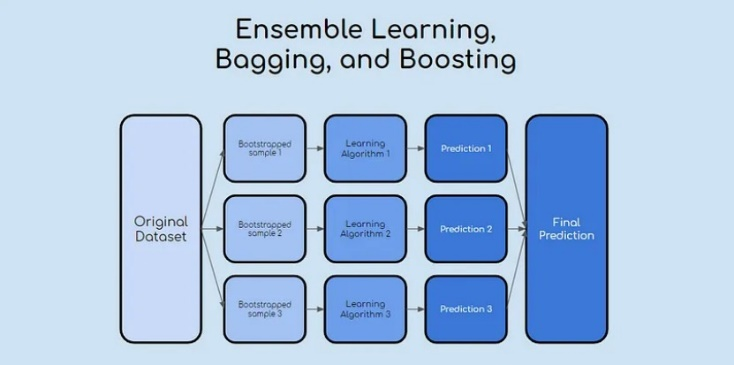 Ensemble Learning,
Bagging, and Boosting
Original
Dataset
Bootstrapped
sample 1
Learning
Algorithm 1
Prediction 1
Bootstrapped
sample 2
Learning
Algorithm 2
Prediction 2
Bootstrapped
sample 3
Learning
Algorithm 3
Prediction 3
Final
Prediction